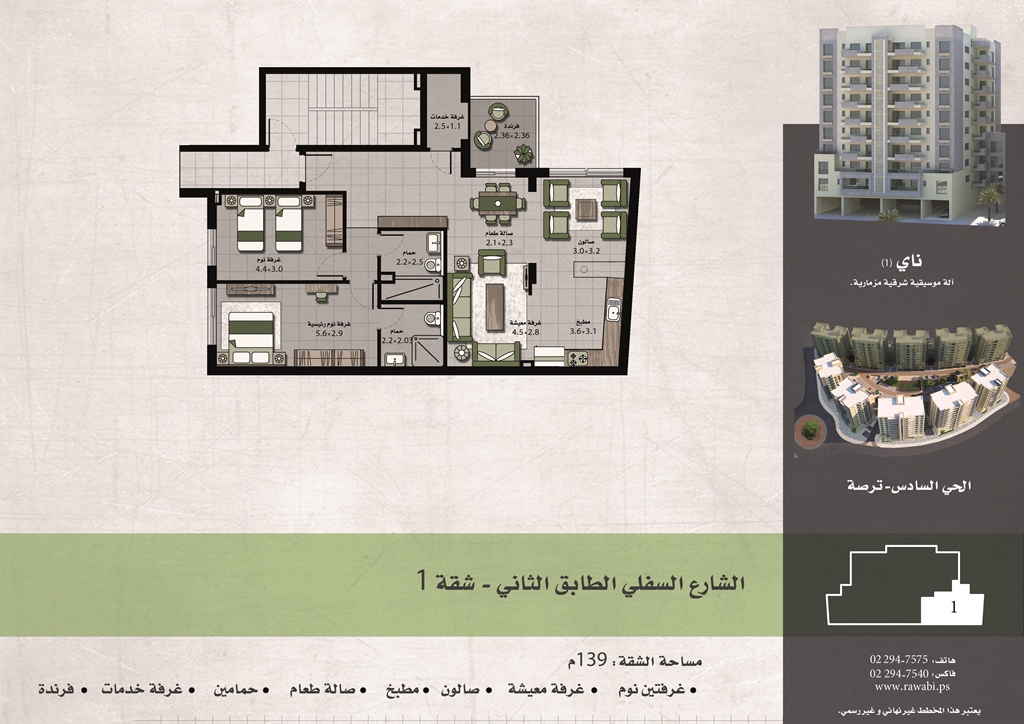 غرفة خدمات
2.5×1.1
فرندة
2.36×2.36
صالة طعام
2.1×2.3
صالون
3.0×3.2
غرفة نوم
4.4×3.0
حمام
2.2×2.5
غرفة نوم رئيسية
5.6×2.9
حمام
2.2×2.03
غرفة معيشة
4.5×2.8
مطبخ
3.6×3.1
ناي (1)
آلة موسيقية شرقية مزمارية.
الحي السادس-ترصة
الشارع السفلي الطابق الثاني - شقة 1
1
مساحة الشقة: 139م
• غرفتين نوم • غرفة معيشة • صالون • مطبخ • صالة طعام • حمامين • غرفة خدمات • فرندة
هاتف: 02 294-7575
فاكس: 02 294-7540
www.rawabi.ps
يعتبر هذا المخطط غير نهائي و غير رسمي.